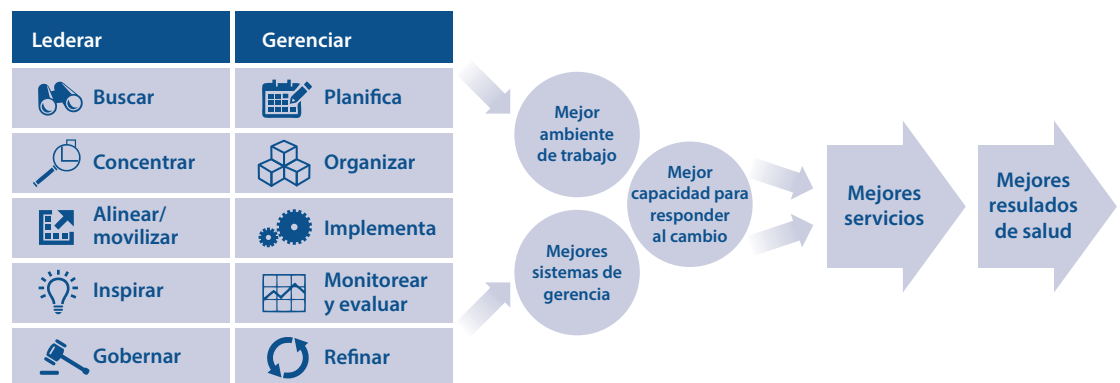 Lederar
Gerenciar
Buscar
Planifica
Concentrar
Organizar
Alinear/
movilizar
Implementa
Inspirar
Monitorear
y evaluar
Gobernar
Refinar
Mejor
ambiente
de trabajo
Mejores
sistemas de
gerencia
Mejor
capacidad para
responder
al cambio
Mejores
servicios
Mejores
resulados
de salud